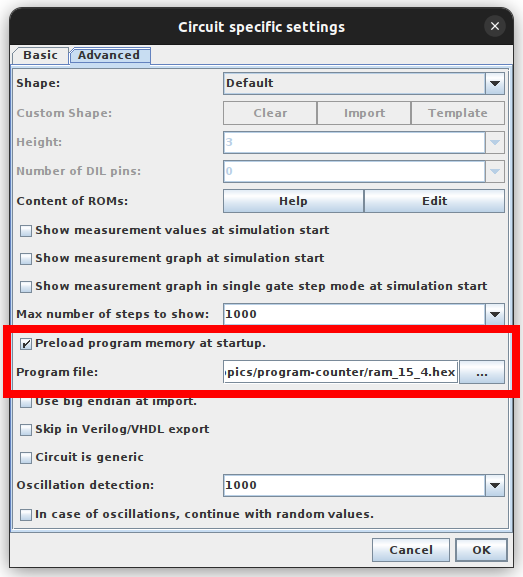 Circuit specific settings
Basic Advanced
Shape: Default
Custom Shape: Clear Import Template
Height: 3
Number of DIL pins: 0
Content of ROMs: Help Edit
Show measurement values at simulation start
Show measurement graph at simulation start
Show measurement graph in single gate step mode at simulation start
Max number of steps to show: 1000
Preload program memory at startup.
Program file: opics/program-counter/ram_15_4.hex ...
Use big endian at import.
Skip in Verilog/VHDL export
Circuit is generic
Oscillation detection: 1000
In case of oscillations, continue with random values.
Cancel OK